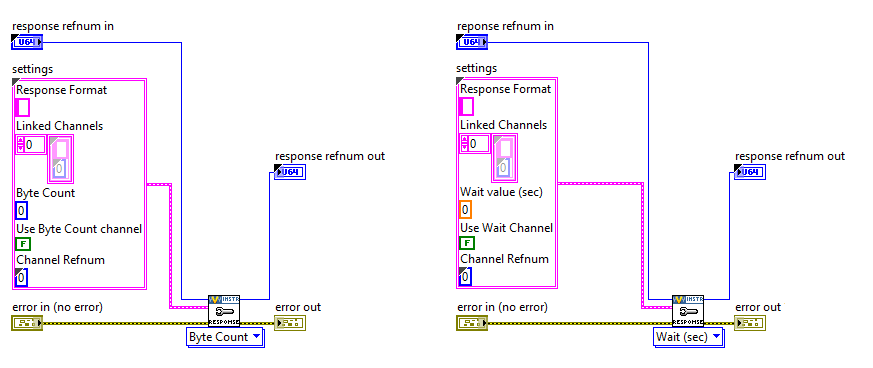 response refnum in
U64
settings
Response Format
Linked Channels
0
0
Byte Count
0
Use Byte Count channel
F
Channel Refnum
0
response refnum out
U64
error in (no error)
INSTR
RESPONSE
error out
Byte Count
reponse refnum in
U64
settings
Response Format
Linked Channels
0
0
Wait value (sec)
0
Use Wait Channel
F
Channel Refnum
0
response refnum out
U64
error in (no error)
INSTR
RESPONSE
error out
Wait (sec)